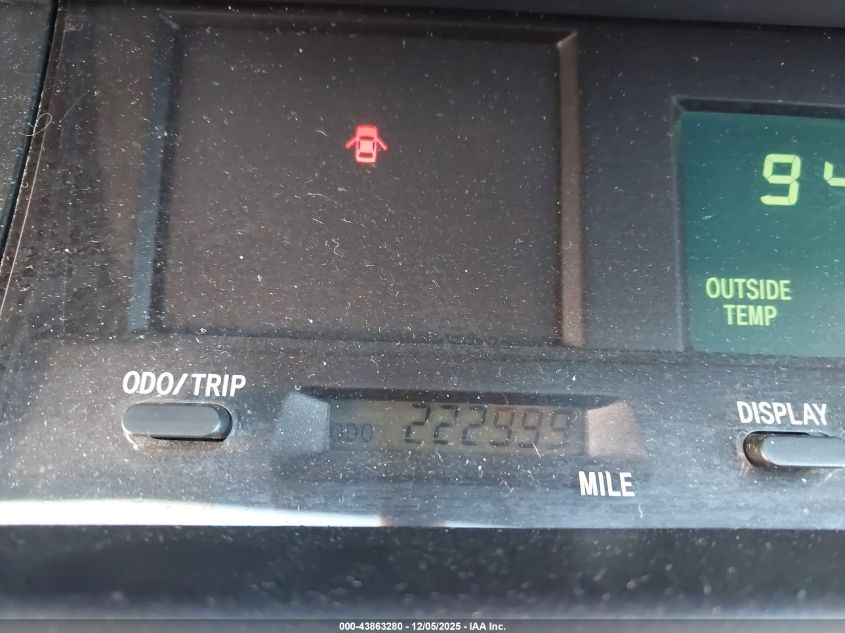 94
OUTSIDE
TEMP
ODO/TRIP
ODO 222999
DISPLAY
MILE
000-43863280 - 12/05/2025 - IAA Inc.